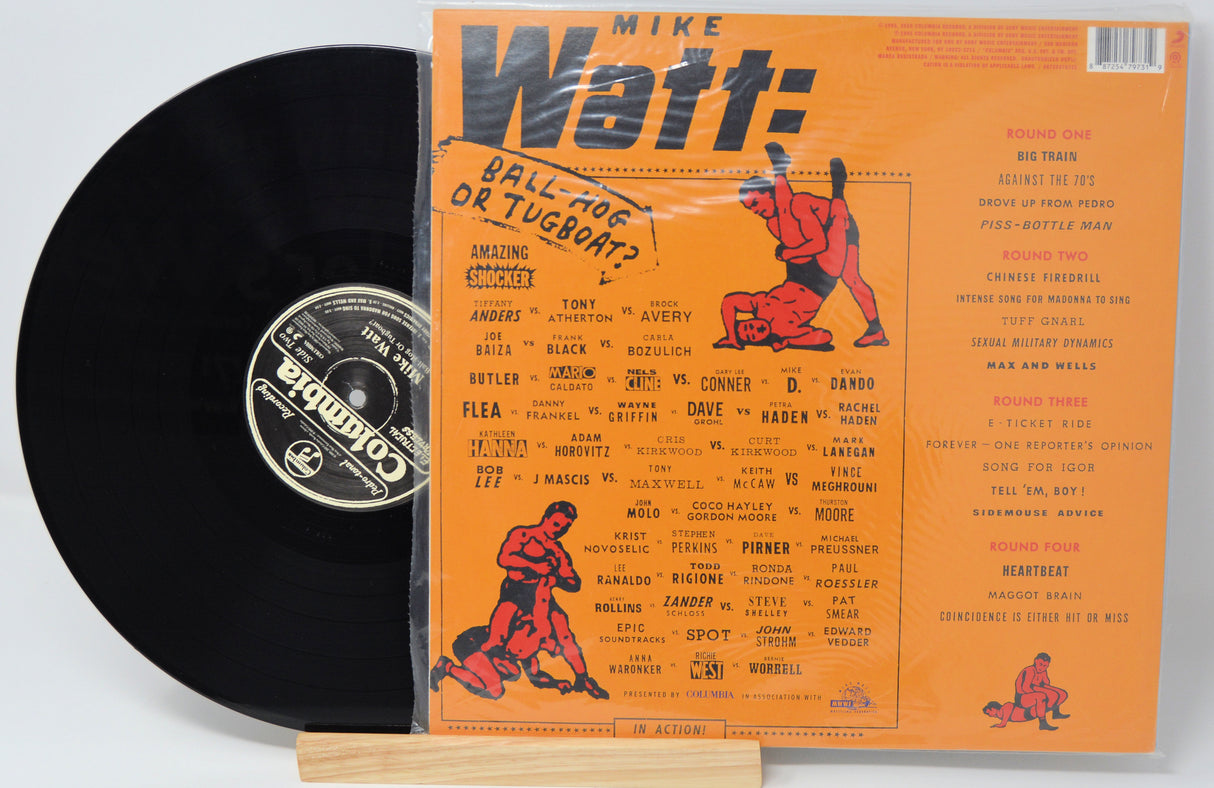 MIKE
Watt:
BALL-HOG
OR TUGBOAT?
AMAZING
SHOCKER
TIFFANY ANDERS VS. TONY ATHERTON VS. BROCK AVERY
JOE BAIZA VS FRANK BLACK VS. CARLA BOZULICH
BUTLER VS. MARIO CALDATO VS. NELS CLINE VS. GARY LEE CONNER VS. MIKE D. VS. EVAN DANDO
FLEA VS. DANNY FRANKEL VS. WAYNE GRIFFIN VS. DAVE GROHL VS PETRA HADEN VS. RACHEL HADEN
KATHLEEN HANNA VS. ADAM HOROVITZ VS. CRIS KIRKWOOD VS. CURT KIRKWOOD VS. MARK LANEGAN
BOB LEE VS. J MASCIS VS. TONY MAXWELL VS. KEITH McCAW VS VINCE MEGHROUNI
JOHN MOLO VS. COCO HAYLEY GORDON MOORE VS. THURSTON MOORE
KRIST NOVOSELIC VS. STEPHEN PERKINS VS. DAVE PIRNER VS. MICHAEL PREUSSNER
LEE RANALDO VS. TODD RIGIONE VS. RONDA RINDONE VS. PAUL ROESSLER
HENRY ROLLINS VS. ZANDER SCHLOSS VS. STEVE SHELLEY VS. PAT SMEAR
EPIC SOUNDTRACKS VS. SPOT VS. JOHN STROHM VS. EDWARD VEDDER
ANNA WARONKER VS. RICHIE WEST VS. BERNIE WORRELL
PRESENTED BY COLUMBIA IN ASSOCIATION WITH
IN ACTION!
8 87254 79731 9
ROUND ONE
BIG TRAIN
AGAINST THE 70'S
DROVE UP FROM PEDRO
PISS-BOTTLE MAN
ROUND TWO
CHINESE FIREDRILL
INTENSE SONG FOR MADONNA TO SING
TUFF GNARL
SEXUAL MILITARY DYNAMICS
MAX AND WELLS
ROUND THREE
E-TICKET RIDE
FOREVER — ONE REPORTER'S OPINION
SONG FOR IGOR
TELL 'EM, BOY!
SIDEMOUSE ADVICE
ROUND FOUR
HEARTBEAT
MAGGOT BRAIN
COINCIDENCE IS EITHER HIT OR MISS
Side Two
Mike Watt
Columbia
Pedro-tonal
Recording